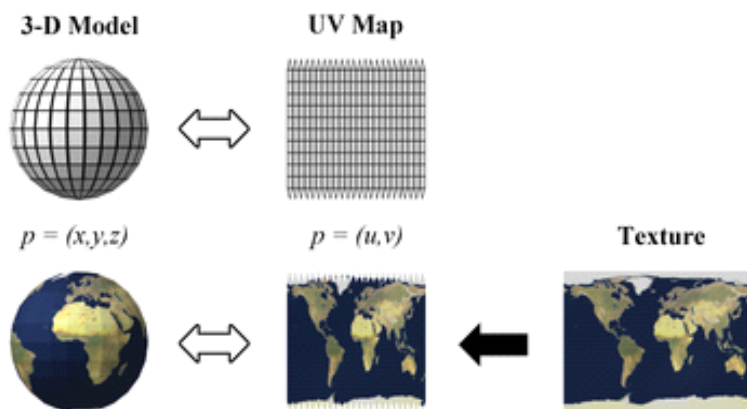 3-D Model
UV Map
p = (x,y,z)
p = (u,v)
Texture